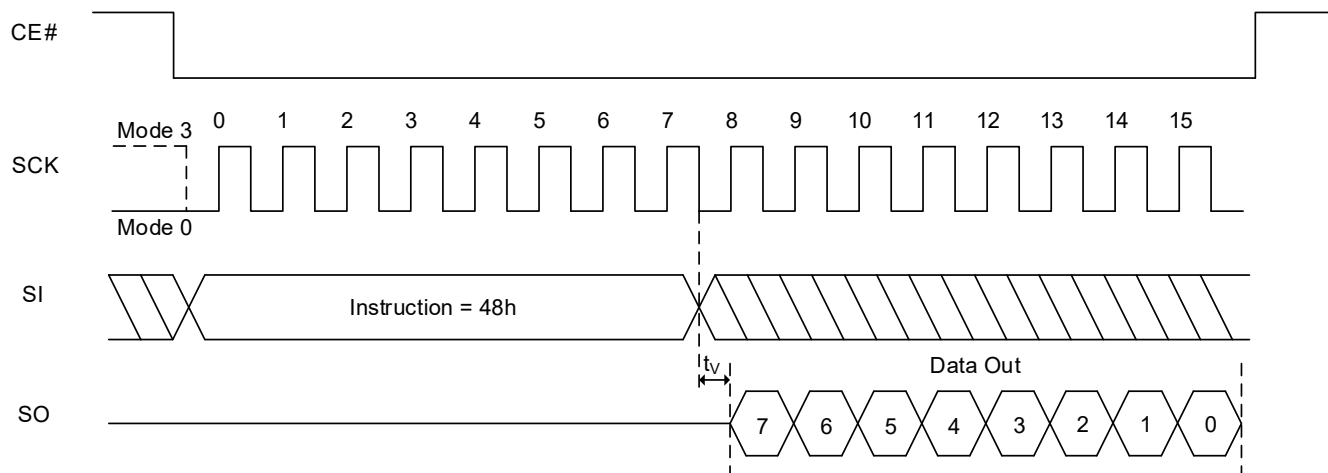 CE#
0 1 2 3 4 5 6 7 8 9 10 11 12 13 14 15
Mode 3
SCK
Mode 0
SI
Instruction = 48h
tV
Data Out
SO
7 6 5 4 3 2 1 0